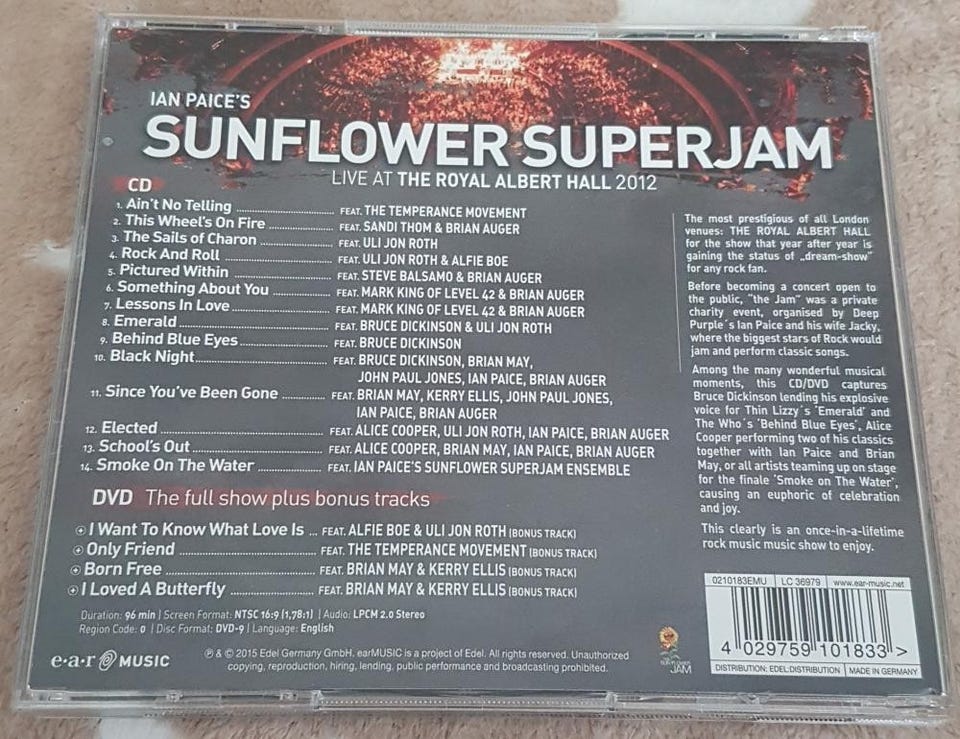 IAN PAICE'S
SUNFLOWER SUPERJAM
LIVE AT THE ROYAL ALBERT HALL 2012
CD
1. Ain't No Telling ........ FEAT. THE TEMPERANCE MOVEMENT
2. This Wheel's On Fire ........ FEAT. SANDI THOM & BRIAN AUGER
3. The Sails of Charon ........ FEAT. ULI JON ROTH
4. Rock And Roll ........ FEAT. ULI JON ROTH & ALFIE BOE
5. Pictured Within ........ FEAT. STEVE BALSAMO & BRIAN AUGER
6. Something About You ........ FEAT. MARK KING OF LEVEL 42 & BRIAN AUGER
7. Lessons In Love ........ FEAT. MARK KING OF LEVEL 42 & BRIAN AUGER
8. Emerald ........ FEAT. BRUCE DICKINSON & ULI JON ROTH
9. Behind Blue Eyes ........ FEAT. BRUCE DICKINSON
10. Black Night ........ FEAT. BRUCE DICKINSON, BRIAN MAY,
JOHN PAUL JONES, IAN PAICE, BRIAN AUGER
11. Since You've Been Gone ........ FEAT. BRIAN MAY, KERRY ELLIS, JOHN PAUL JONES,
IAN PAICE, BRIAN AUGER
12. Elected ........ FEAT. ALICE COOPER, ULI JON ROTH, IAN PAICE, BRIAN AUGER
13. School's Out ........ FEAT. ALICE COOPER, BRIAN MAY, IAN PAICE, BRIAN AUGER
14. Smoke On The Water ........ FEAT. IAN PAICE'S SUNFLOWER SUPERJAM ENSEMBLE
DVD The full show plus bonus tracks
+ I Want To Know What Love Is ... FEAT. ALFIE BOE & ULI JON ROTH (BONUS TRACK)
+ Only Friend ........ FEAT. THE TEMPERANCE MOVEMENT (BONUS TRACK)
+ Born Free ........ FEAT. BRIAN MAY & KERRY ELLIS (BONUS TRACK)
+ I Loved A Butterfly ........ FEAT. BRIAN MAY & KERRY ELLIS (BONUS TRACK)
Duration: 96 min | Screen Format: NTSC 16:9 (1,78:1) | Audio: LPCM 2.0 Stereo
Region Code: 0 | Disc Format: DVD-9 | Language: English
e·a·r MUSIC
℗ & © 2015 Edel Germany GmbH. earMUSIC is a project of Edel. All rights reserved. Unauthorized
copying, reproduction, hiring, lending, public performance and broadcasting prohibited.
The most prestigious of all London
venues: THE ROYAL ALBERT HALL
for the show that year after year is
gaining the status of „dream-show"
for any rock fan.
Before becoming a concert open to
the public, "the Jam" was a private
charity event, organised by Deep
Purple's Ian Paice and his wife Jacky,
where the biggest stars of Rock would
jam and perform classic songs.
Among the many wonderful musical
moments, this CD/DVD captures
Bruce Dickinson lending his explosive
voice for Thin Lizzy´s 'Emerald' and
The Who´s 'Behind Blue Eyes', Alice
Cooper performing two of his classics
together with Ian Paice and Brian
May, or all artists teaming up on stage
for the finale 'Smoke on The Water',
causing an euphoric of celebration
and joy.
This clearly is an once-in-a-lifetime
rock music music show to enjoy.
SUNFLOWER
JAM
0210183EMU | LC 36979 | www.ear-music.net
4 029759 101833 >
DISTRIBUTION: EDEL:DISTRIBUTION | MADE IN GERMANY